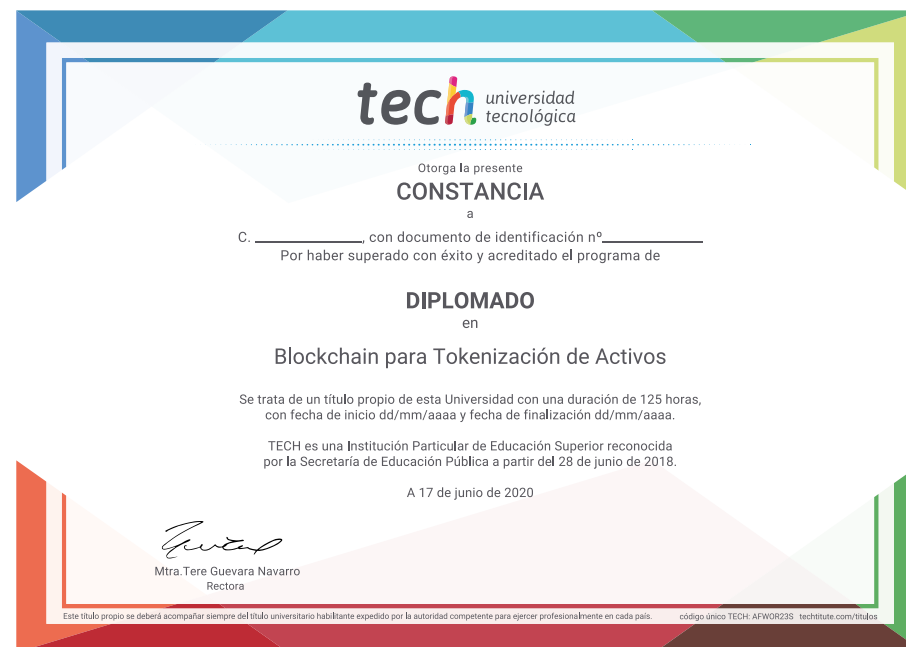 tech universidad
tecnológica
Otorga la presente
CONSTANCIA
a
C. ____________, con documento de identificación nº____________
Por haber superado con éxito y acreditado el programa de
DIPLOMADO
en
Blockchain para Tokenización de Activos
Se trata de un título propio de esta Universidad con una duración de 125 horas,
con fecha de inicio dd/mm/aaaa y fecha de finalización dd/mm/aaaa.
TECH es una Institución Particular de Educación Superior reconocida
por la Secretaría de Educación Pública a partir del 28 de junio de 2018.
A 17 de junio de 2020
Mtra.Tere Guevara Navarro
Rectora
Este título propio se deberá acompañar siempre del título universitario habilitante expedido por la autoridad competente para ejercer profesionalmente en cada país. código único TECH: AFWOR23S techtitute.com/titulos